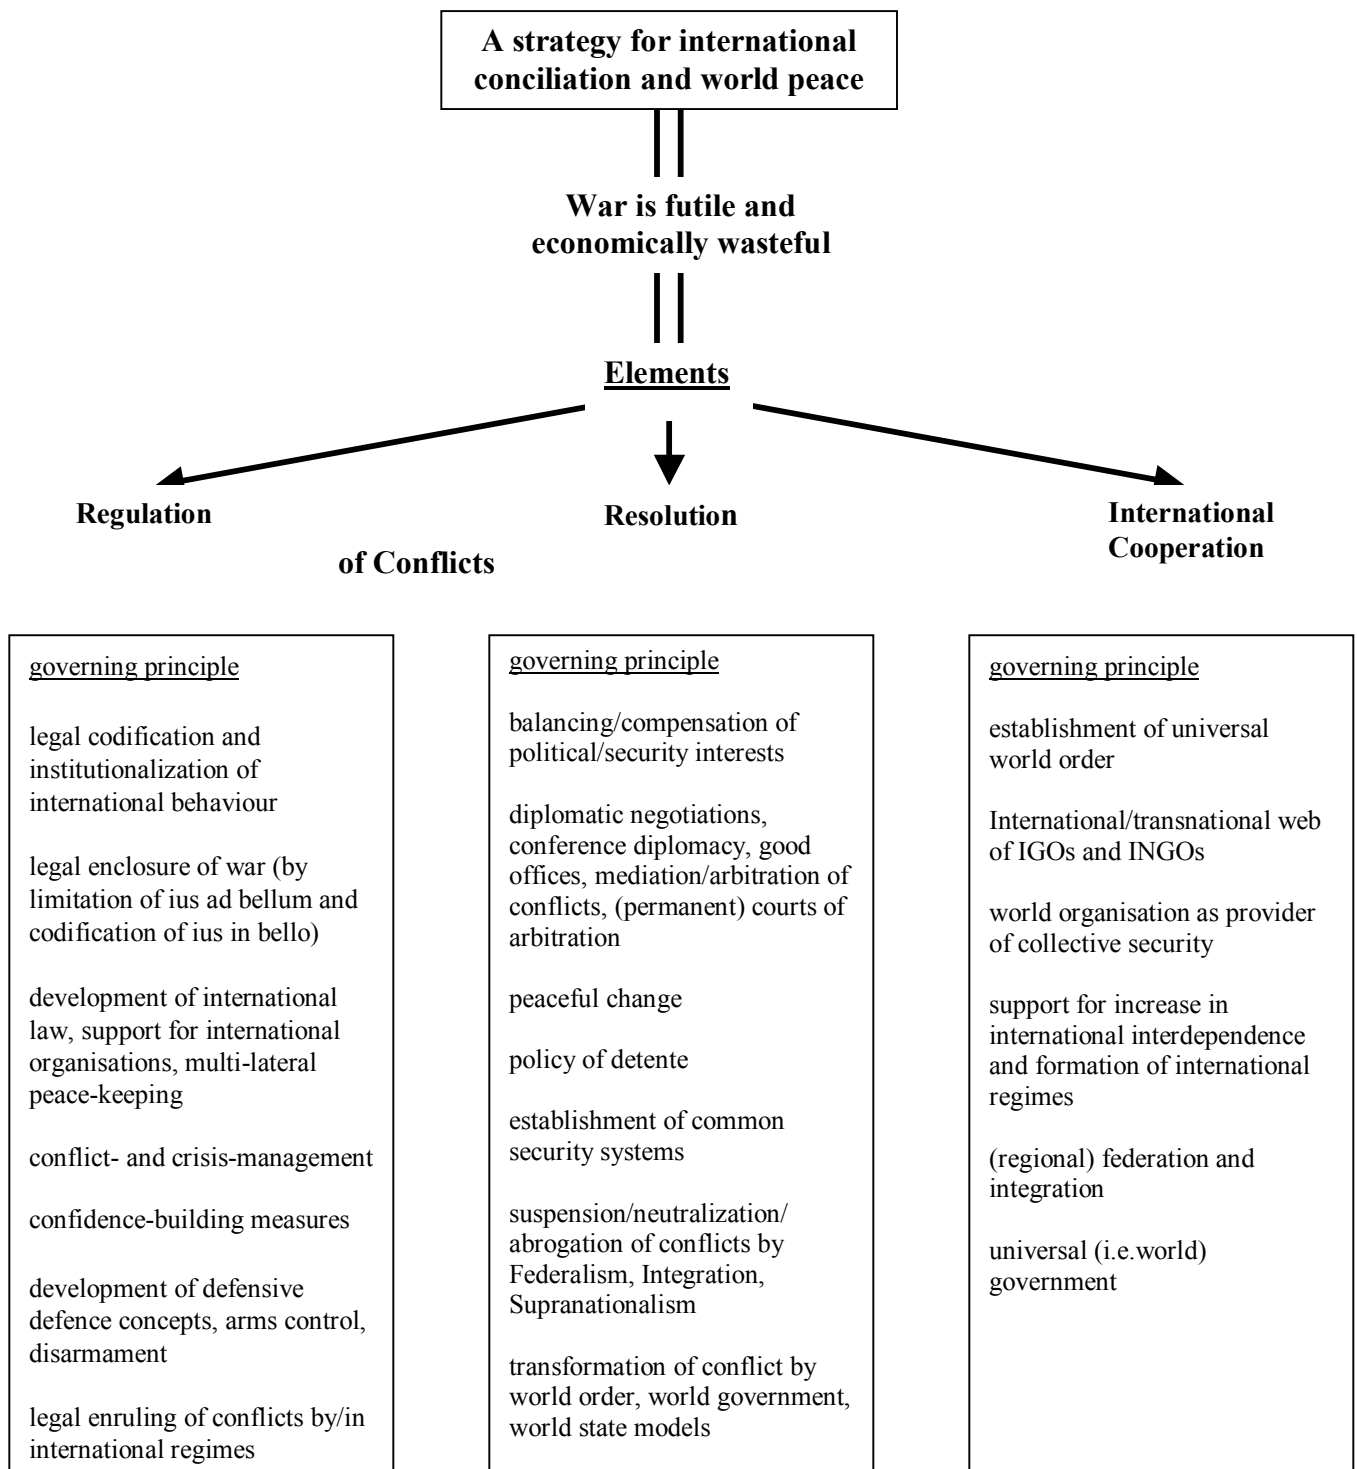 A strategy for international
conciliation and world peace
War is futile and
economically wasteful
Elements
Regulation
Resolution
of Conflicts
International
Cooperation
governing principle
legal codification and
institutionalization of
international behaviour
legal enclosure of war (by
limitation of ius ad bellum and
codification of ius in bello)
development of international
law, support for international
organisations, multi-lateral
peace-keeping
conflict- and crisis-management
confidence-building measures
development of defensive
defence concepts, arms control,
disarmament
legal enruling of conflicts by/in
international regimes
governing principle
balancing/compensation of
political/security interests
diplomatic negotiations,
conference diplomacy, good
offices, mediation/arbitration of
conflicts, (permanent) courts of
arbitration
peaceful change
policy of detente
establishment of common
security systems
suspension/neutralization/
abrogation of conflicts by
Federalism, Integration,
Supranationalism
transformation of conflict by
world order, world government,
world state models
governing principle
establishment of universal
world order
International/transnational web
of IGOs and INGOs
world organisation as provider
of collective security
support for increase in
international interdependence
and formation of international
regimes
(regional) federation and
integration
universal (i.e.world)
government